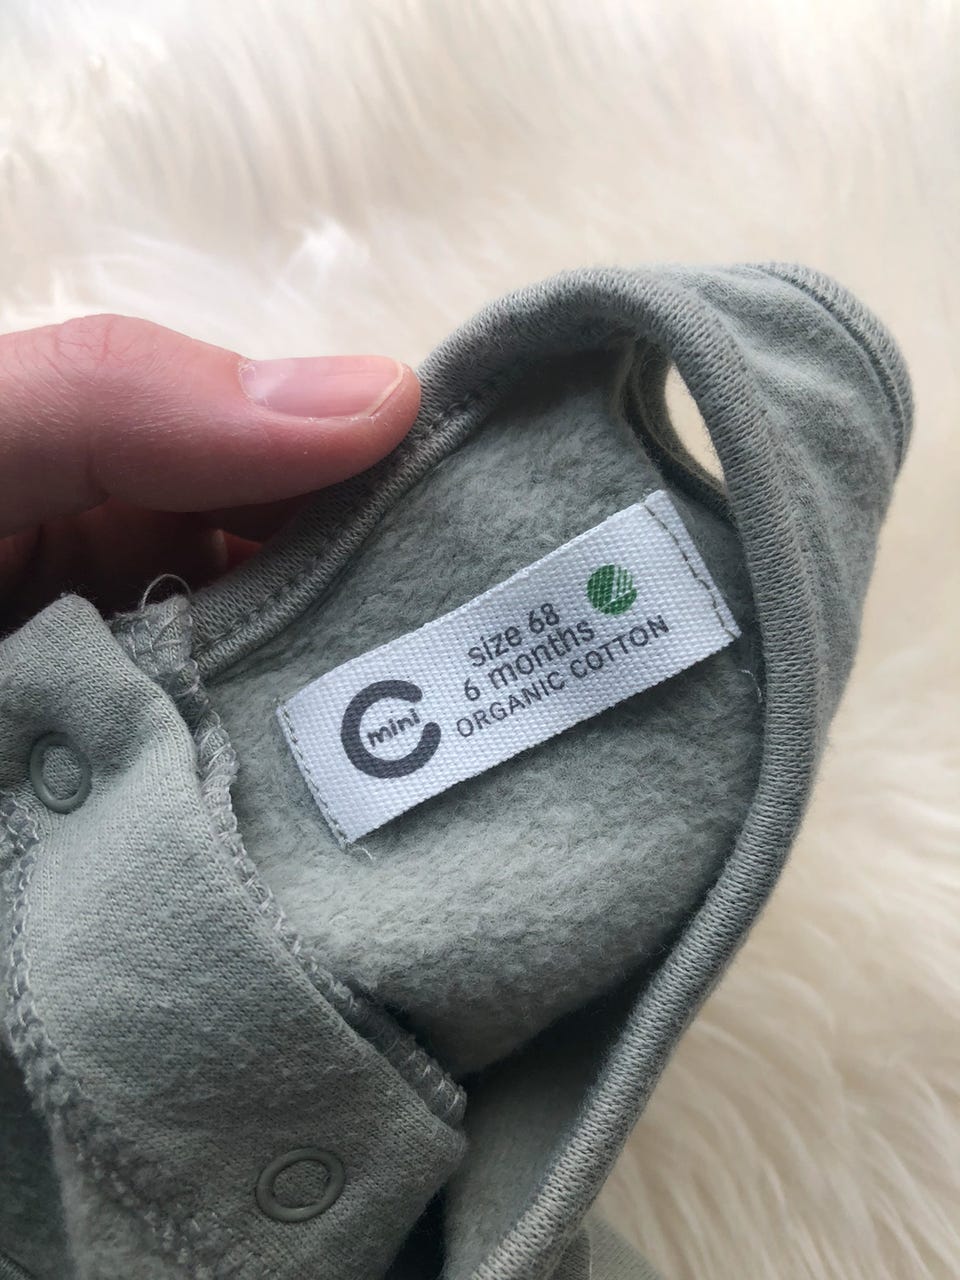 mini
size 68
6 months
ORGANIC COTTON